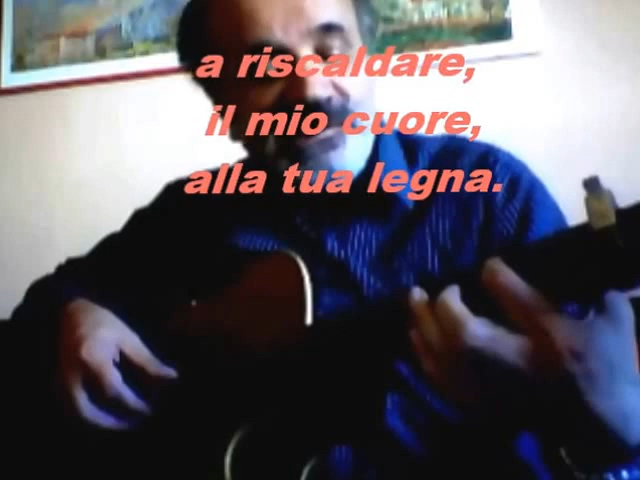 a riscaldare,
il mio cuore,
alla tua legna.